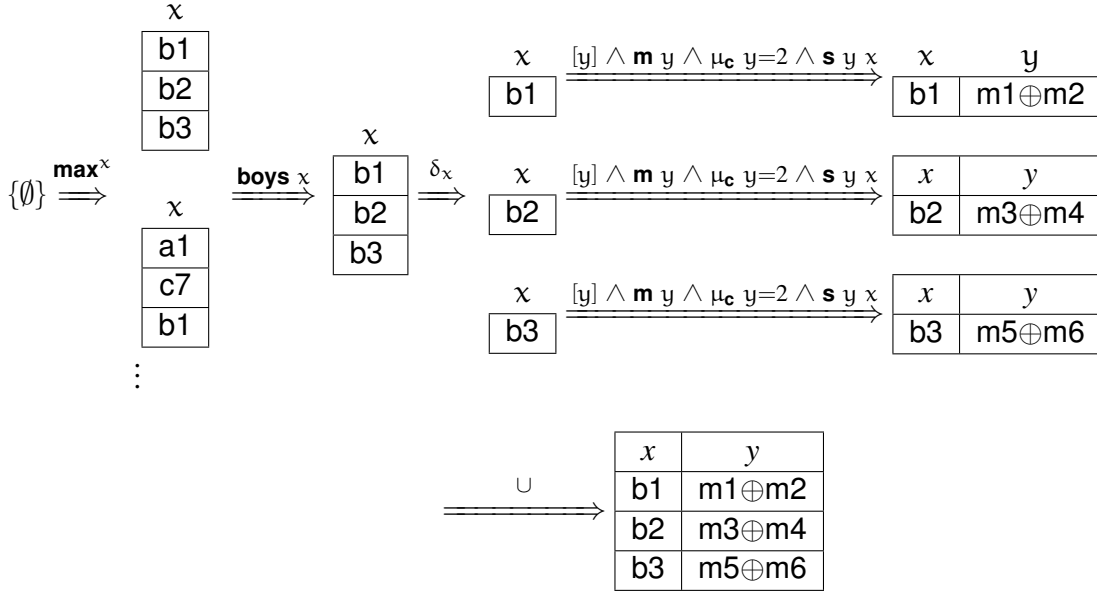 x
b1
b2
b3
{∅} ⟹ max^x
x
a1
c7
b1
⋮
boys x
x
b1
b2
b3
δ_x
x
b1
[y] ∧ m y ∧ μ_c y=2 ∧ s y x
x y
b1 m1⊕m2
x
b2
[y] ∧ m y ∧ μ_c y=2 ∧ s y x
x y
b2 m3⊕m4
x
b3
[y] ∧ m y ∧ μ_c y=2 ∧ s y x
x y
b3 m5⊕m6
∪
x y
b1 m1⊕m2
b2 m3⊕m4
b3 m5⊕m6